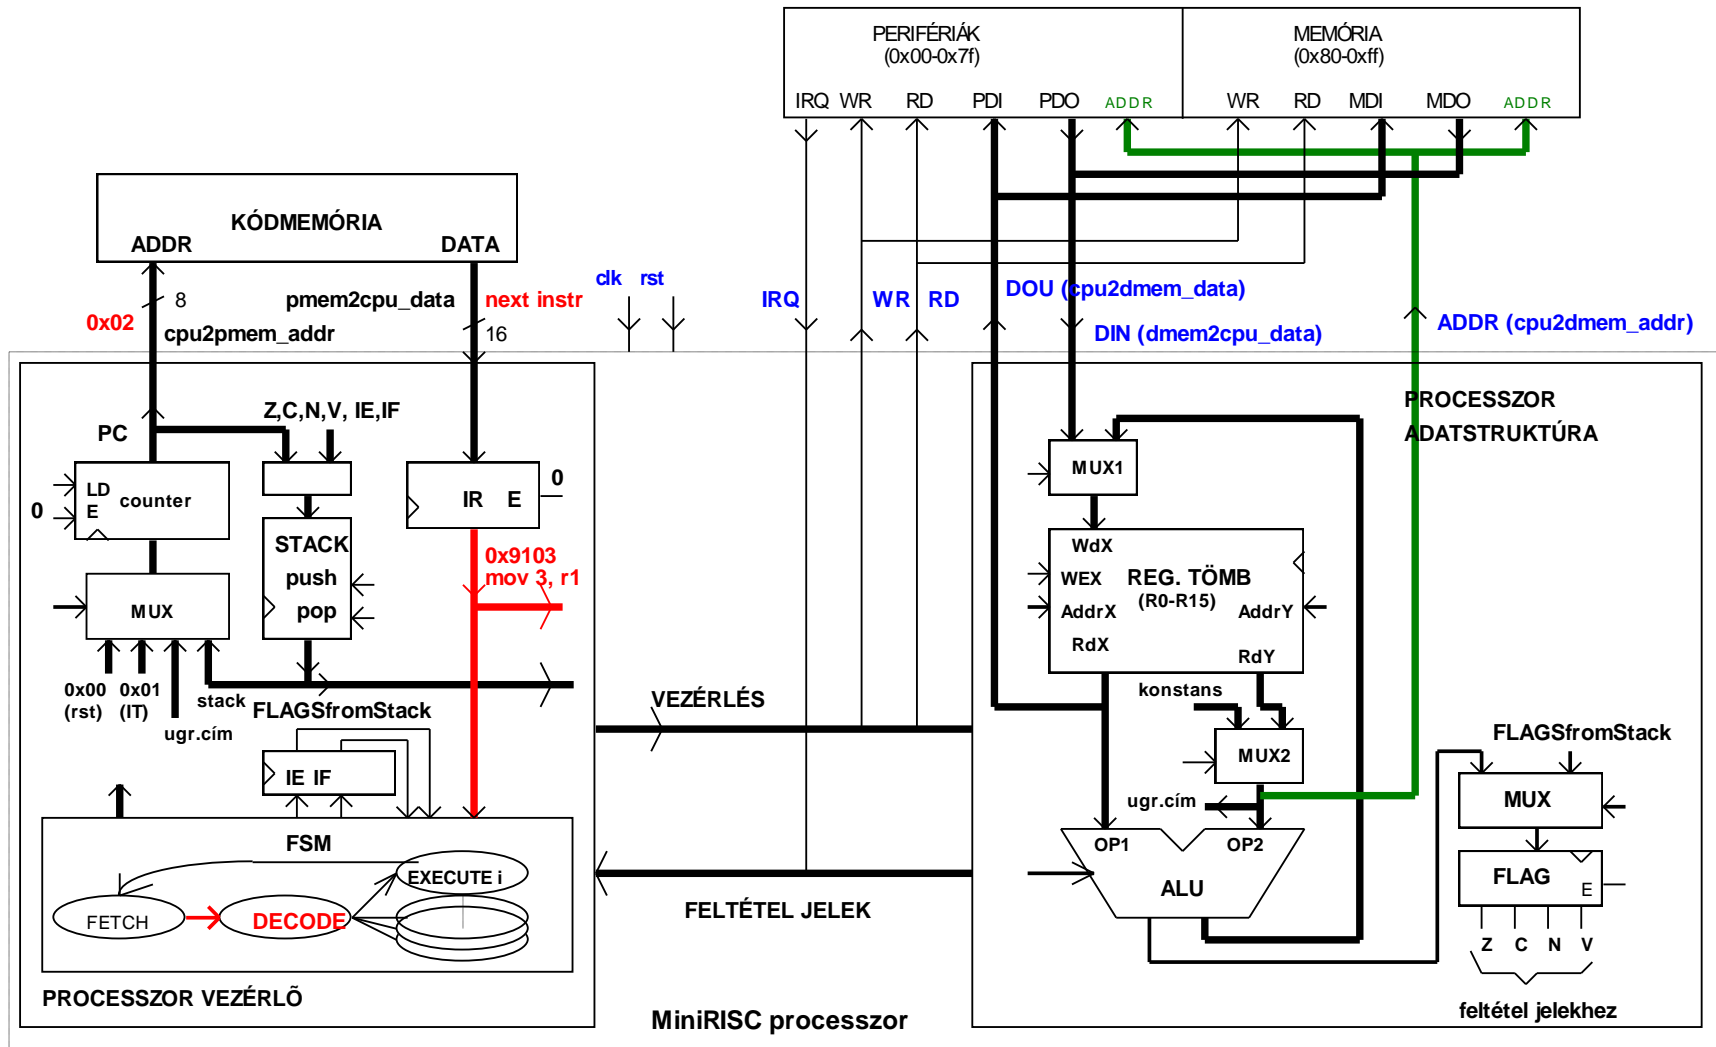 PERIFÉRIÁK
(0x00-0x7f)
MEMÓRIA
(0x80-0xff)
IRQ WR RD PDI PDO ADDR
WR RD MDI MDO ADDR
KÓDMEMÓRIA
ADDR DATA
8
0x02
cpu2pmem_addr
pmem2cpu_data
next instr
16
clk rst
IRQ
WR RD
DOU (cpu2dmem_data)
DIN (dmem2cpu_data)
ADDR (cpu2dmem_addr)
PC
Z,C,N,V, IE,IF
LD
E
counter
0
IR E
0
STACK
push
pop
0x9103
mov 3, r1
MUX
0x00
(rst)
0x01
(IT)
ugr.cím
stack
FLAGSfromStack
IE IF
FSM
FETCH
DECODE
EXECUTE i
PROCESSZOR VEZÉRLÕ
VEZÉRLÉS
FELTÉTEL JELEK
MiniRISC processzor
PROCESSZOR
ADATSTRUKTÚRA
MUX1
WdX
WEX
REG. TÖMB
(R0-R15)
AddrX
AddrY
RdX
RdY
konstans
MUX2
ugr.cím
OP1
OP2
ALU
FLAGSfromStack
MUX
FLAG
E
Z C N V
feltétel jelekhez